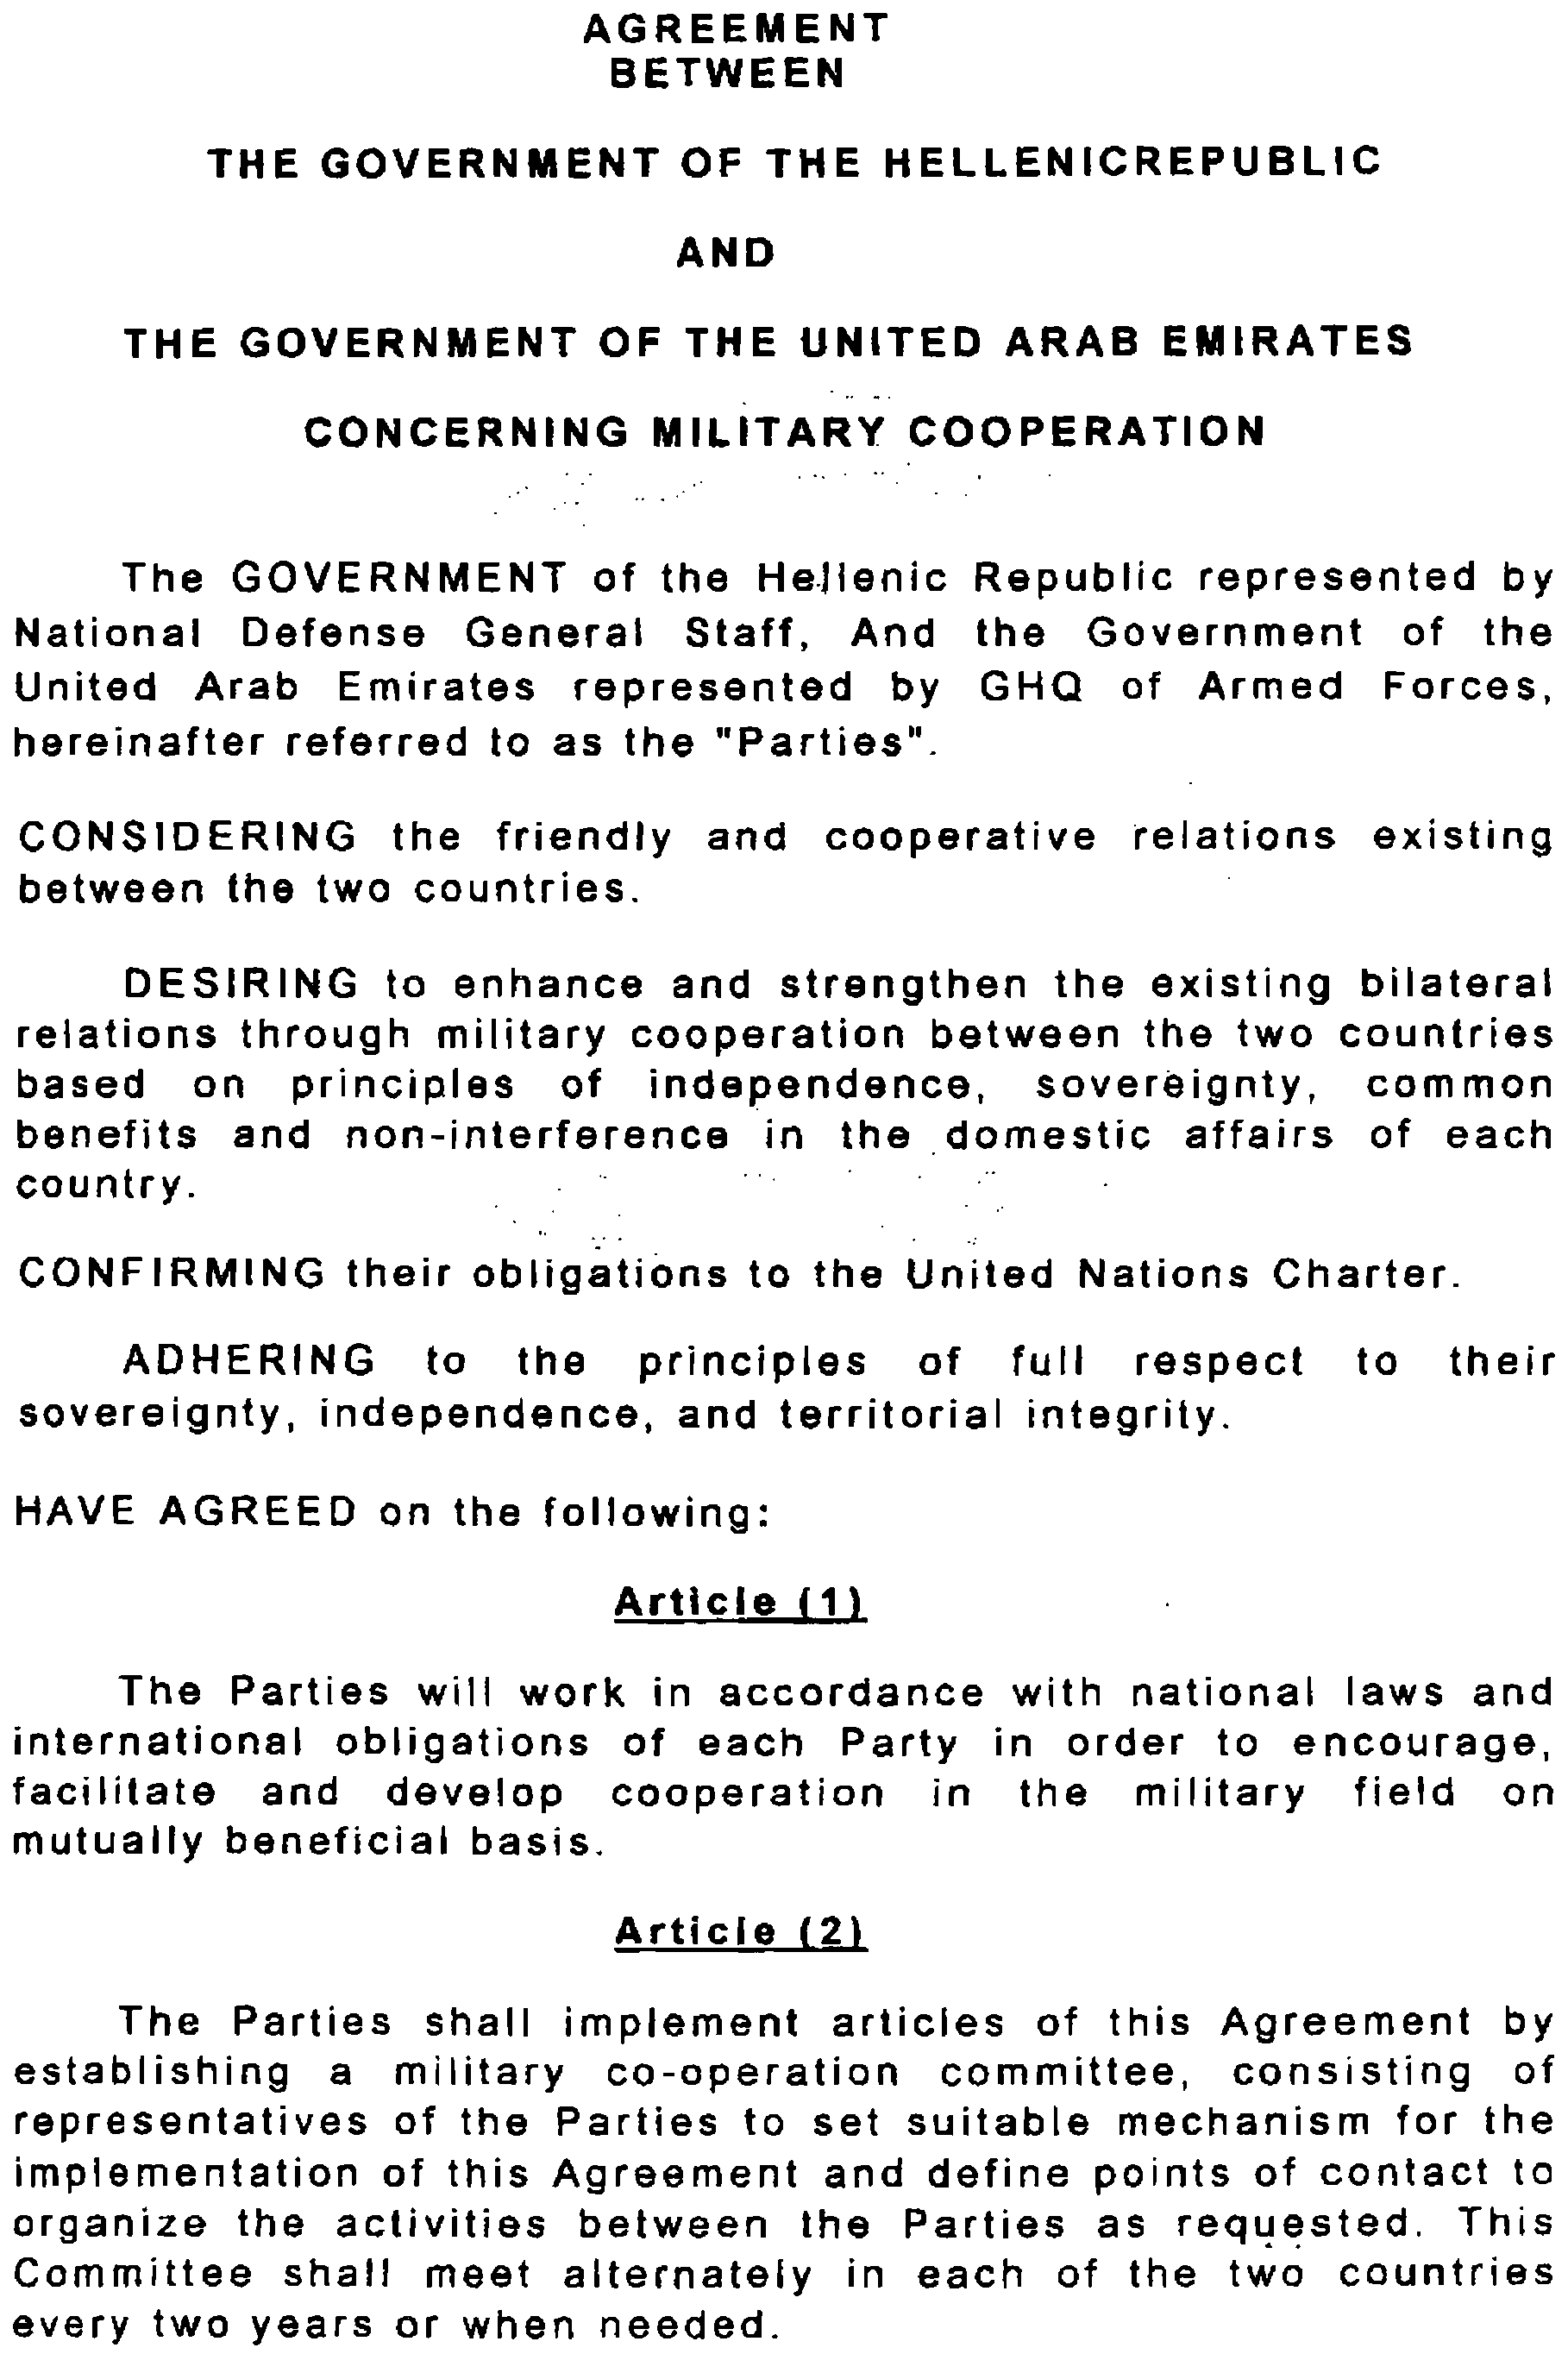 AGREEMENT
BETWEEN
THE GOVERNMENT OF THE HELLENICREPUBLIC
AND
THE GOVERNMENT OF THE UNITED ARAB EMIRATES
CONCERNING MILITARY COOPERATION
The GOVERNMENT of the Hellenic Republic represented by
National Defense General Staff, And the Government of the
United Arab Emirates represented by GHQ of Armed Forces,
hereinafter referred to as the "Parties".
CONSIDERING the friendly and cooperative relations existing
between the two countries.
DESIRING to enhance and strengthen the existing bilateral
relations through military cooperation between the two countries
based on principles of independence, sovereignty, common
benefits and non-interference in the domestic affairs of each
country.
CONFIRMING their obligations to the United Nations Charter.
ADHERING to the principles of full respect to their
sovereignty, independence, and territorial integrity.
HAVE AGREED on the following:
Article (1)
The Parties will work in accordance with national laws and
international obligations of each Party in order to encourage,
facilitate and develop cooperation in the military field on
mutually beneficial basis.
Article (2)
The Parties shall implement articles of this Agreement by
establishing a military co-operation committee, consisting of
representatives of the Parties to set suitable mechanism for the
implementation of this Agreement and define points of contact to
organize the activities between the Parties as requested. This
Committee shall meet alternately in each of the two countries
every two years or when needed.